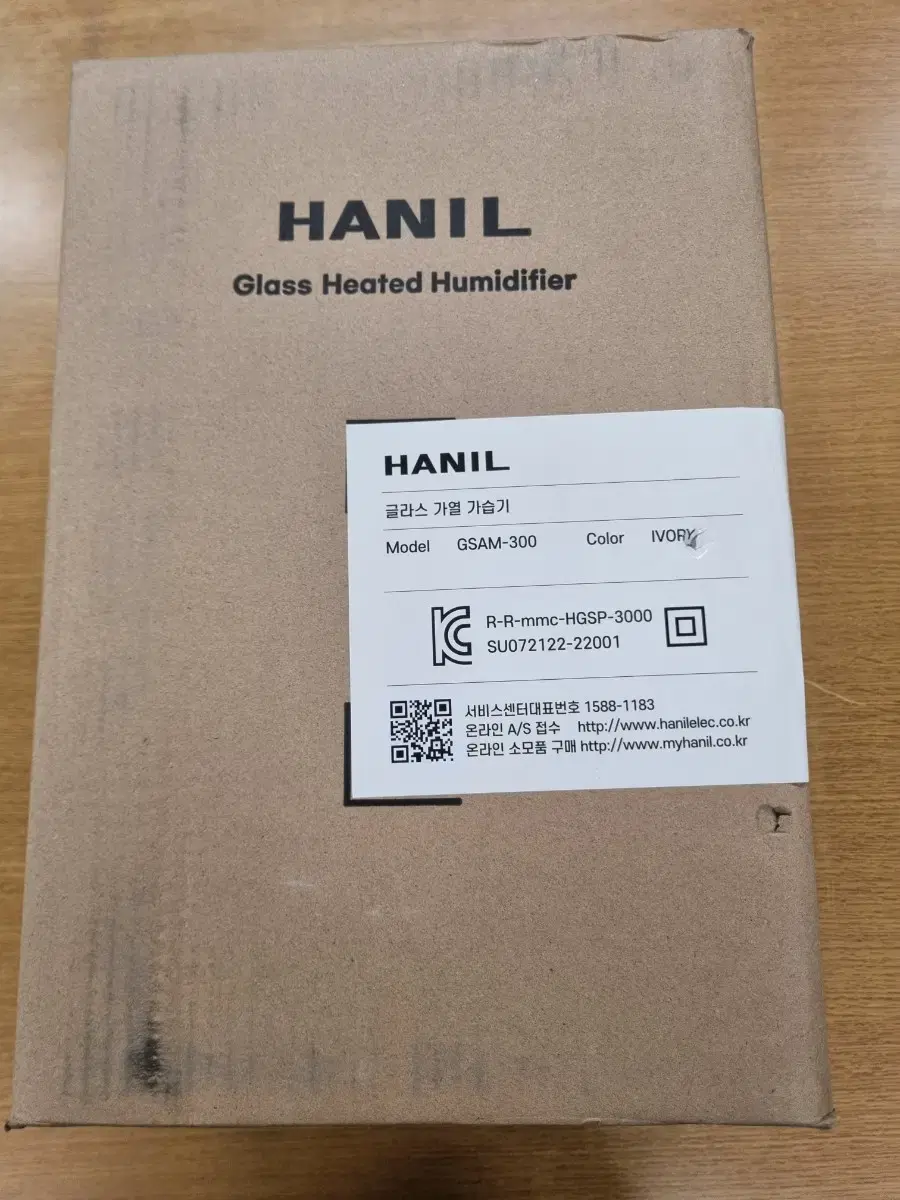 HANIL
Glass Heated Humidifier
HANIL
글라스 가열 가습기
Model GSAM-300 Color IVORY
R-R-mmc-HGSP-3000
SU072122-22001
서비스센터대표번호 1588-1183
온라인 A/S 접수 http://www.hanilelec.co.kr
온라인 소모품 구매 http://www.myhanil.co.kr